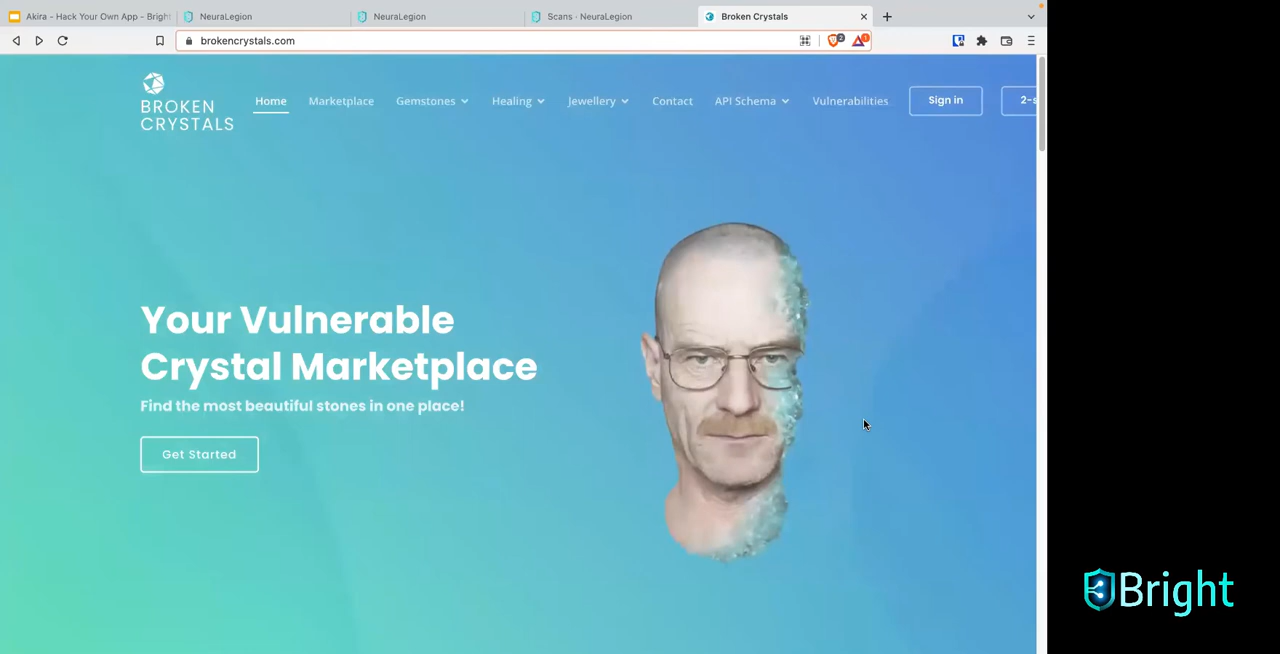 Akira - Hack Your Own App - Bright
NeuraLegion
NeuraLegion
Scans · NeuraLegion
Broken Crystals
brokencrystals.com
2
1
BROKEN
CRYSTALS
Home
Marketplace
Gemstones
Healing
Jewellery
Contact
API Schema
Vulnerabilities
Sign in
2-s
Your Vulnerable
Crystal Marketplace
Find the most beautiful stones in one place!
Get Started
Bright